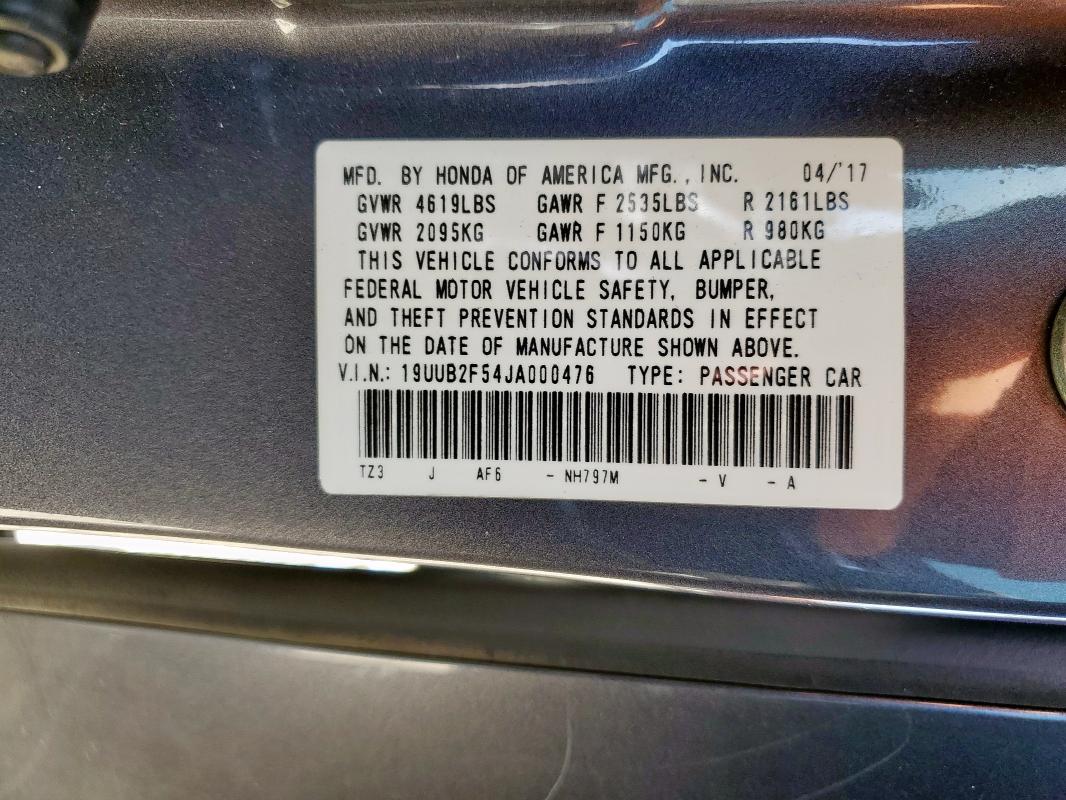 MFD. BY HONDA OF AMERICA MFG., INC. 04/'17
GVWR 4619LBS GAWR F 2535LBS R 2161LBS
GVWR 2095KG GAWR F 1150KG R 980KG
THIS VEHICLE CONFORMS TO ALL APPLICABLE
FEDERAL MOTOR VEHICLE SAFETY, BUMPER,
AND THEFT PREVENTION STANDARDS IN EFFECT
ON THE DATE OF MANUFACTURE SHOWN ABOVE.
V.I.N.: 19UUB2F54JA000476 TYPE: PASSENGER CAR
TZ3 J AF6 - NH797M - V - A